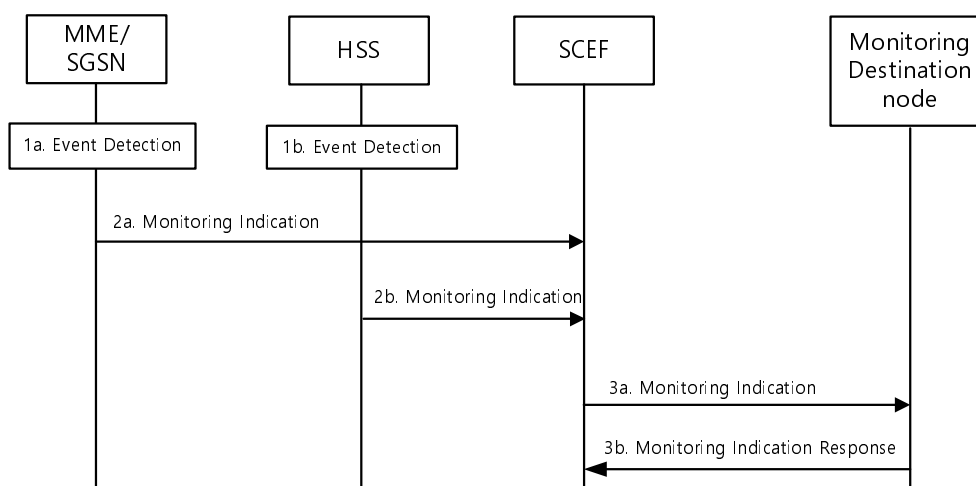 MME/
SGSN
HSS
SCEF
Monitoring
Destination
node
1a. Event Detection
1b. Event Detection
2a. Monitoring Indication
2b. Monitoring Indication
3a. Monitoring Indication
3b. Monitoring Indication Response